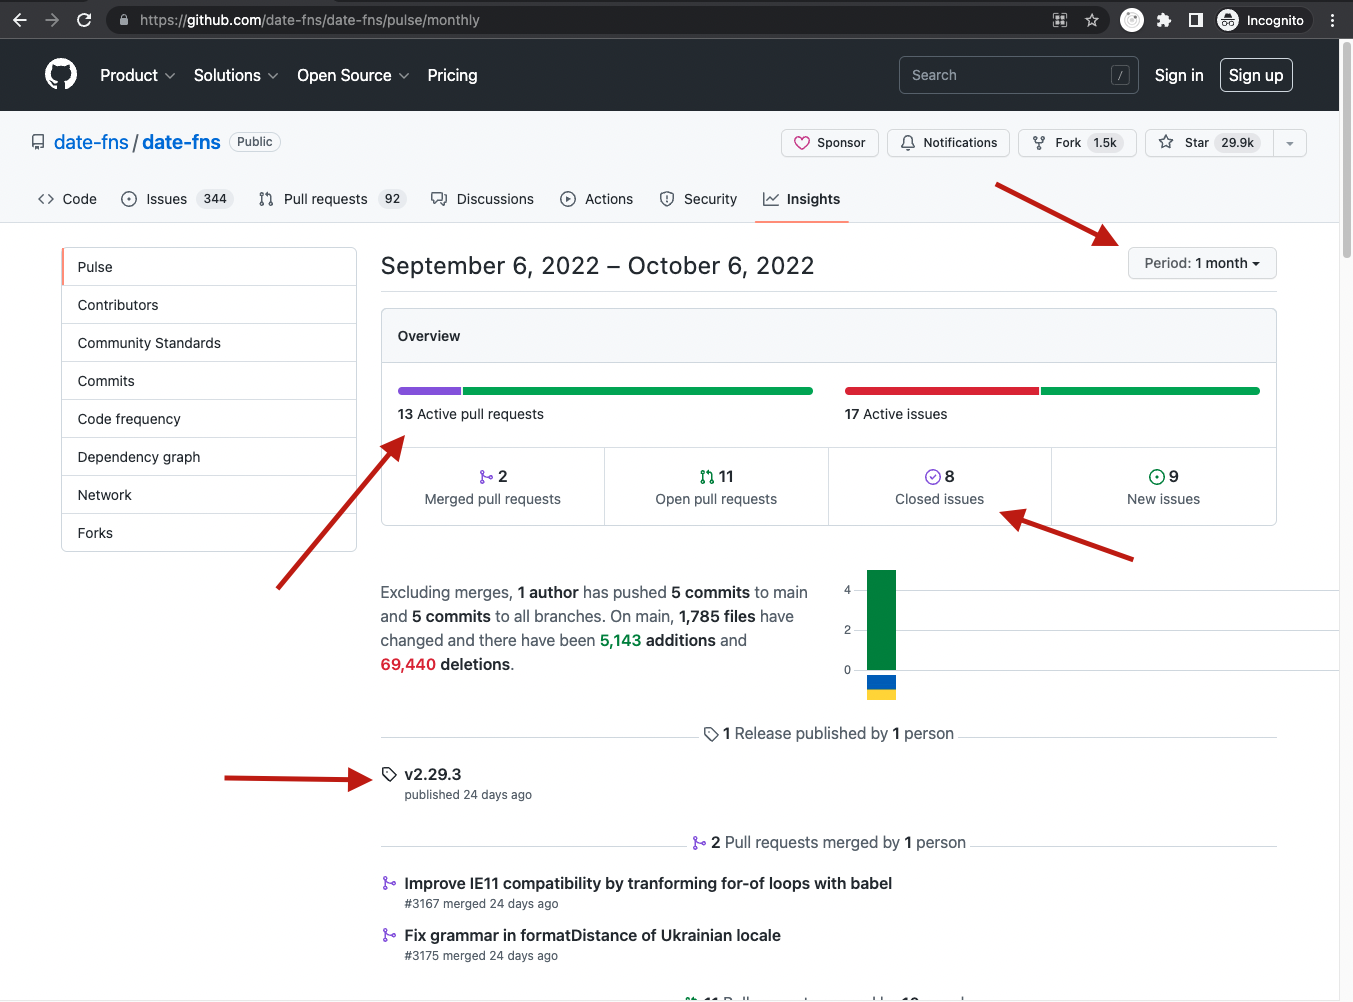 https://github.com/date-fns/date-fns/pulse/monthly
Incognito
Product
Solutions
Open Source
Pricing
Search
/
Sign in
Sign up
date-fns / date-fns
Public
Sponsor
Notifications
Fork 1.5k
Star 29.9k
Code
Issues 344
Pull requests 92
Discussions
Actions
Security
Insights
Pulse
Contributors
Community Standards
Commits
Code frequency
Dependency graph
Network
Forks
September 6, 2022 – October 6, 2022
Period: 1 month
Overview
13 Active pull requests
17 Active issues
2
Merged pull requests
11
Open pull requests
8
Closed issues
9
New issues
Excluding merges, 1 author has pushed 5 commits to main
and 5 commits to all branches. On main, 1,785 files have
changed and there have been 5,143 additions and
69,440 deletions.
4
2
0
1 Release published by 1 person
v2.29.3
published 24 days ago
2 Pull requests merged by 1 person
Improve IE11 compatibility by tranforming for-of loops with babel
#3167 merged 24 days ago
Fix grammar in formatDistance of Ukrainian locale
#3175 merged 24 days ago